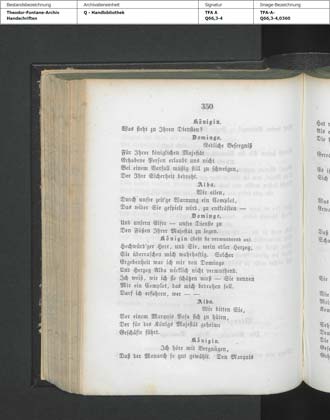 Bestandsbezeichnung Archiveinheit Signatur Image-Bezeichnung
Theodor-Fontane-Archiv Q - Handbibliothek TFA A TFA-A-
Handschriften Q66,3-4 Q66,3-4,0360
350
Königin.
Was steht zu Ihren Diensten?
Domingo.
Redliche Besorgniß
Für Ihrer königlichen Majestät
Erhabene Person erlaubt uns nicht
Bei einem Vorfall müßig still zu schweigen,
Der Ihre Sicherheit bedroht.
Alba.
Wir eilen,
Durch unsre zeit'ge Warnung ein Complot,
Das wider Sie gespielt wird, zu entkräften —
Domingo.
Und unsern Eifer — unsre Dienste zu
Den Füßen Ihrer Majestät zu legen.
Königin (sieht sie verwundernd an)
Hochwürd'ger Herr, und Sie, mein edler Herzog,
Sie überraschen mich wahrhaftig. Solcher
Ergebenheit war ich mir von Domingo
Und Herzog Alba wirklich nicht vermuthend.
Ich weiß, wie ich sie schätzen muß — Sie nennen
Mir ein Complot, das mich betreffen soll.
Darf ich erfahren, wer — —
Alba.
Wir bitten Sie,
Vor einem Marquis Posa sich zu hüten,
Der für des Königs Majestät geheime
Geschäfte führt.
Königin.
Ich höre mit Vergnügen,
Daß der Monarch so gut gewählt. Den Marquis